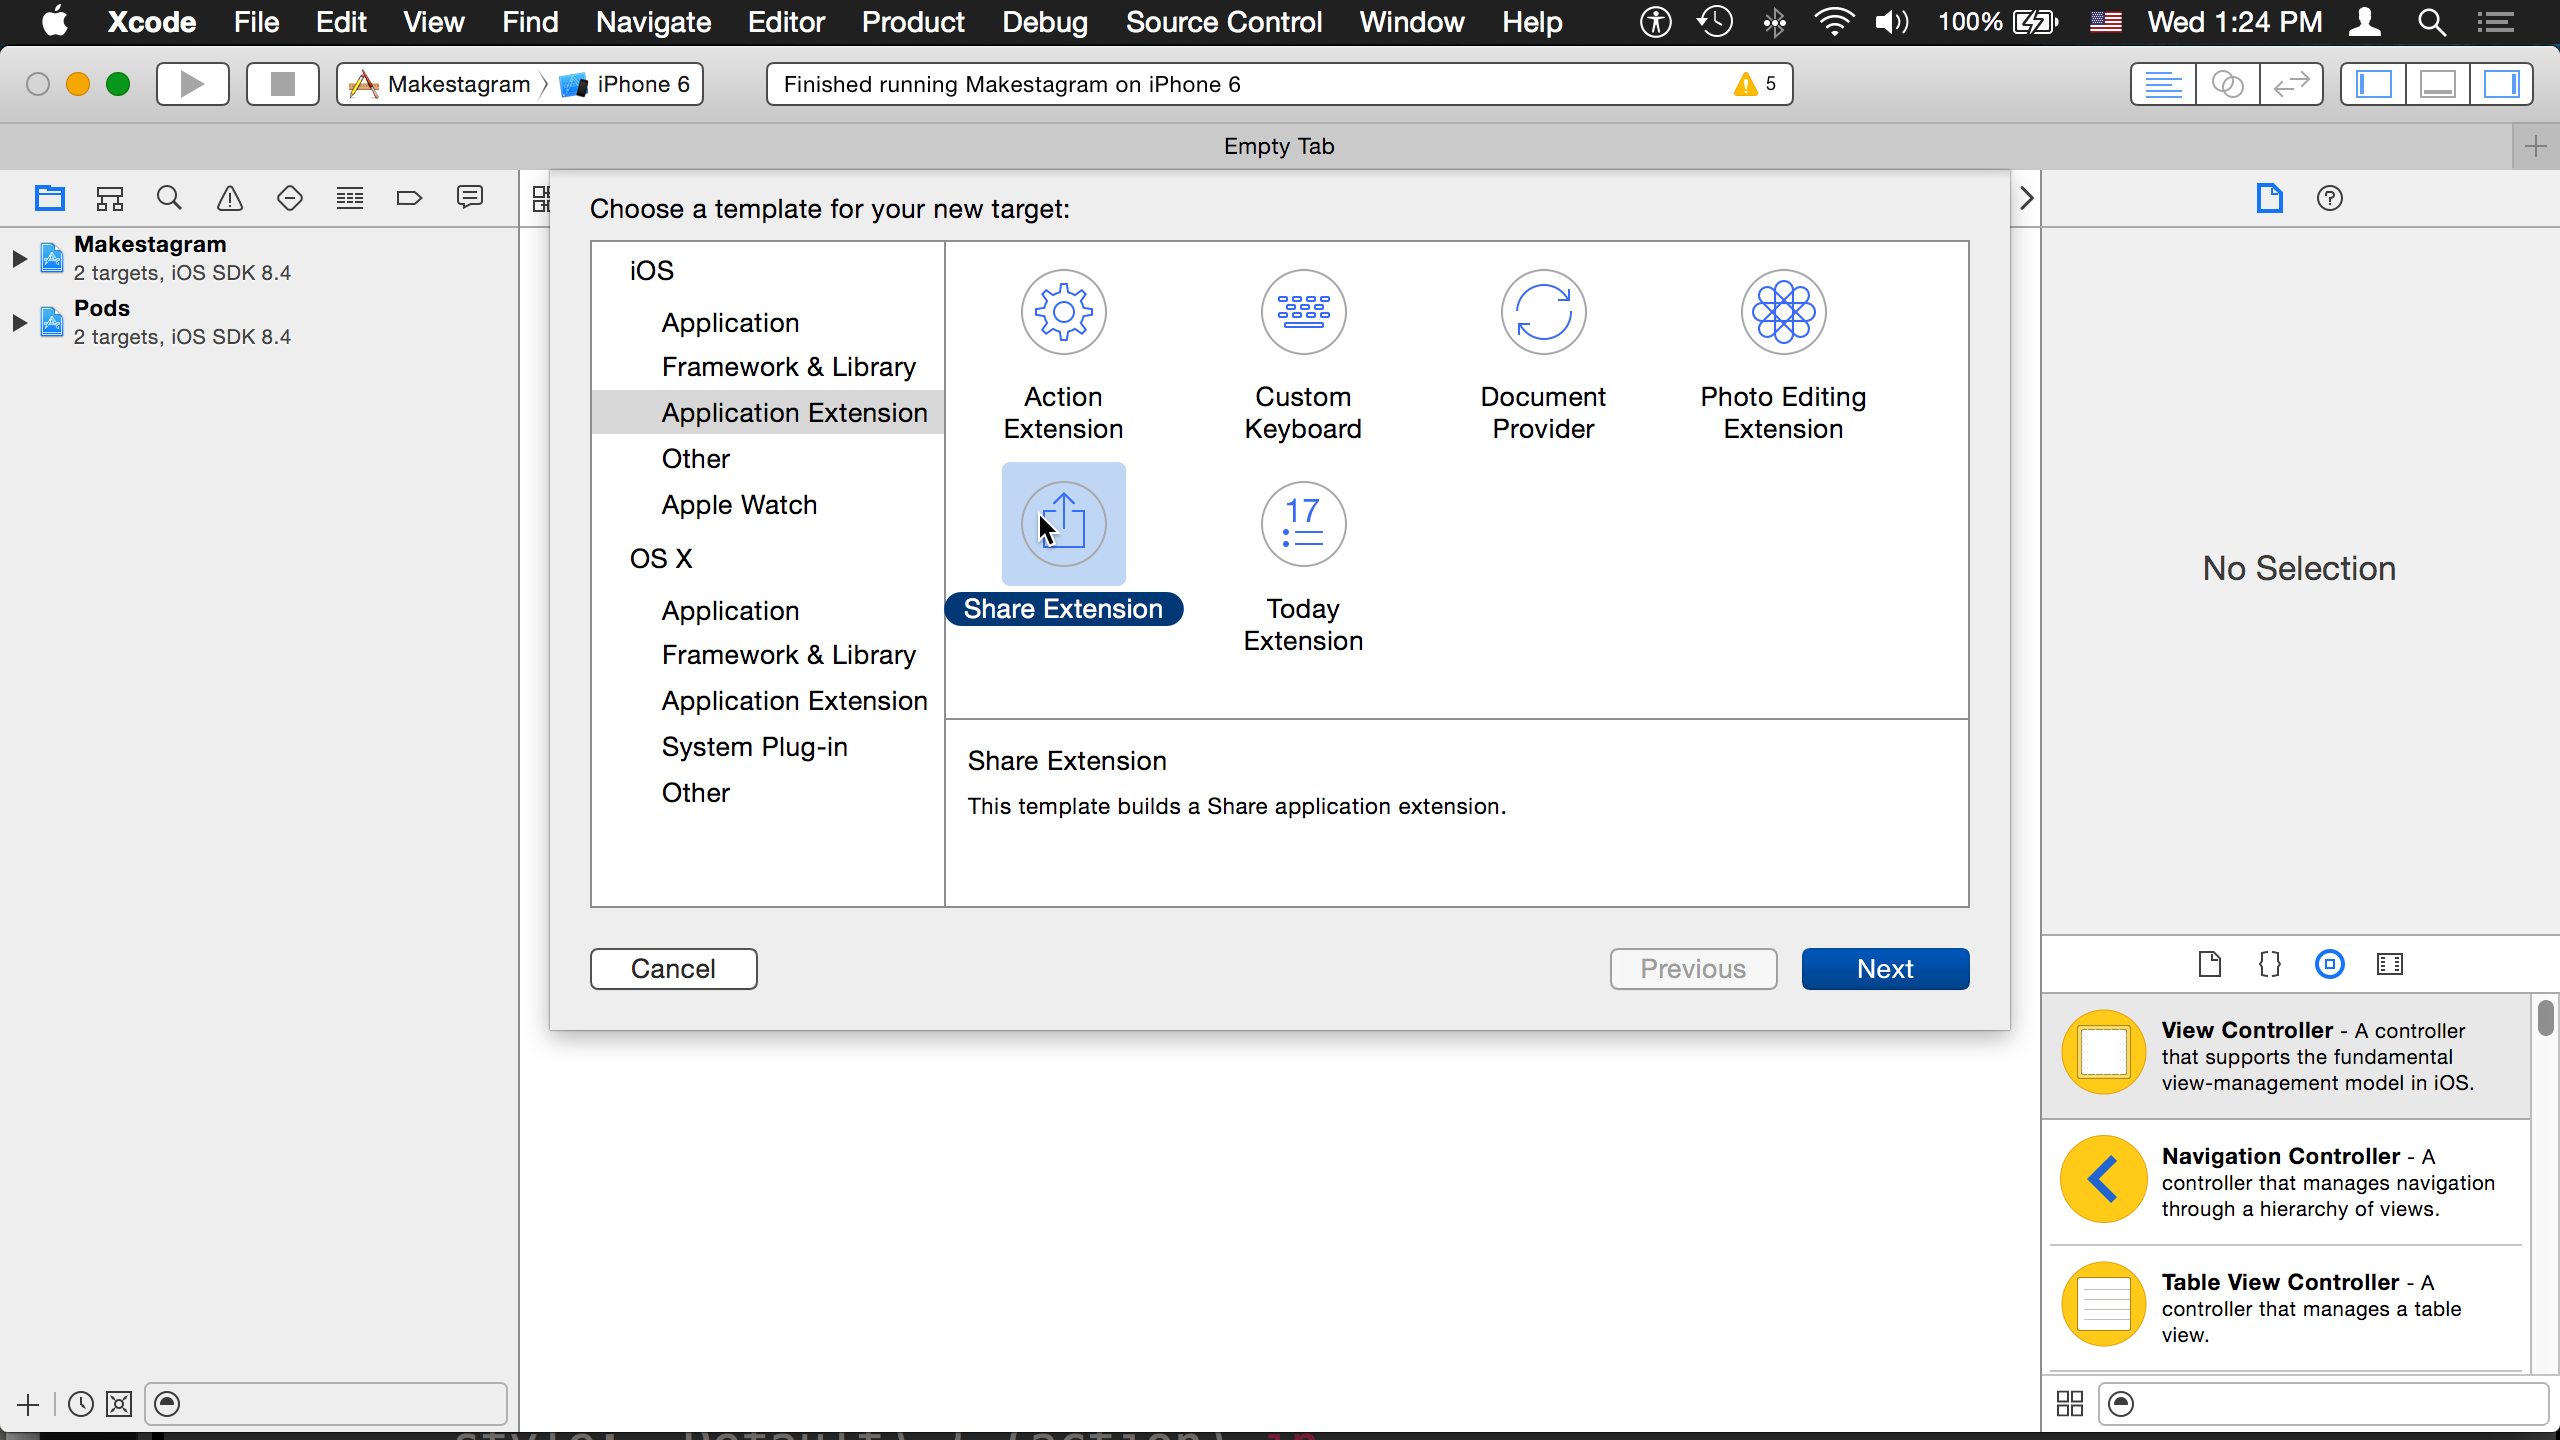 Xcode File Edit View Find Navigate Editor Product Debug Source Control Window Help 100% Wed 1:24 PM
Makestagram iPhone 6 Finished running Makestagram on iPhone 6 5
Empty Tab
Makestagram
2 targets, iOS SDK 8.4
Pods
2 targets, iOS SDK 8.4
Choose a template for your new target:
iOS
Application
Framework & Library
Application Extension
Other
Apple Watch
OS X
Application
Framework & Library
Application Extension
System Plug-in
Other
Action
Extension
Custom
Keyboard
Document
Provider
Photo Editing
Extension
Share Extension
17
Today
Extension
Share Extension
This template builds a Share application extension.
Cancel
Previous
Next
No Selection
View Controller - A controller
that supports the fundamental
view-management model in iOS.
Navigation Controller - A
controller that manages navigation
through a hierarchy of views.
Table View Controller - A
controller that manages a table
view.